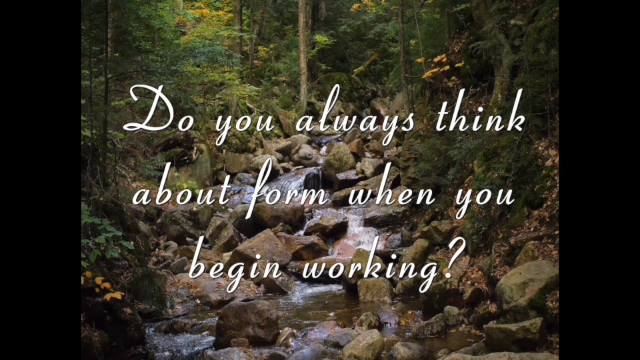 Do you always think
about form when you
begin working?